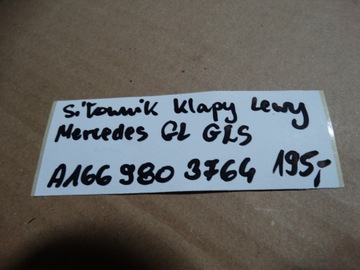 Siłownik klapy Lewy
Mercedes GL GLS
A166 980 3764 195,-